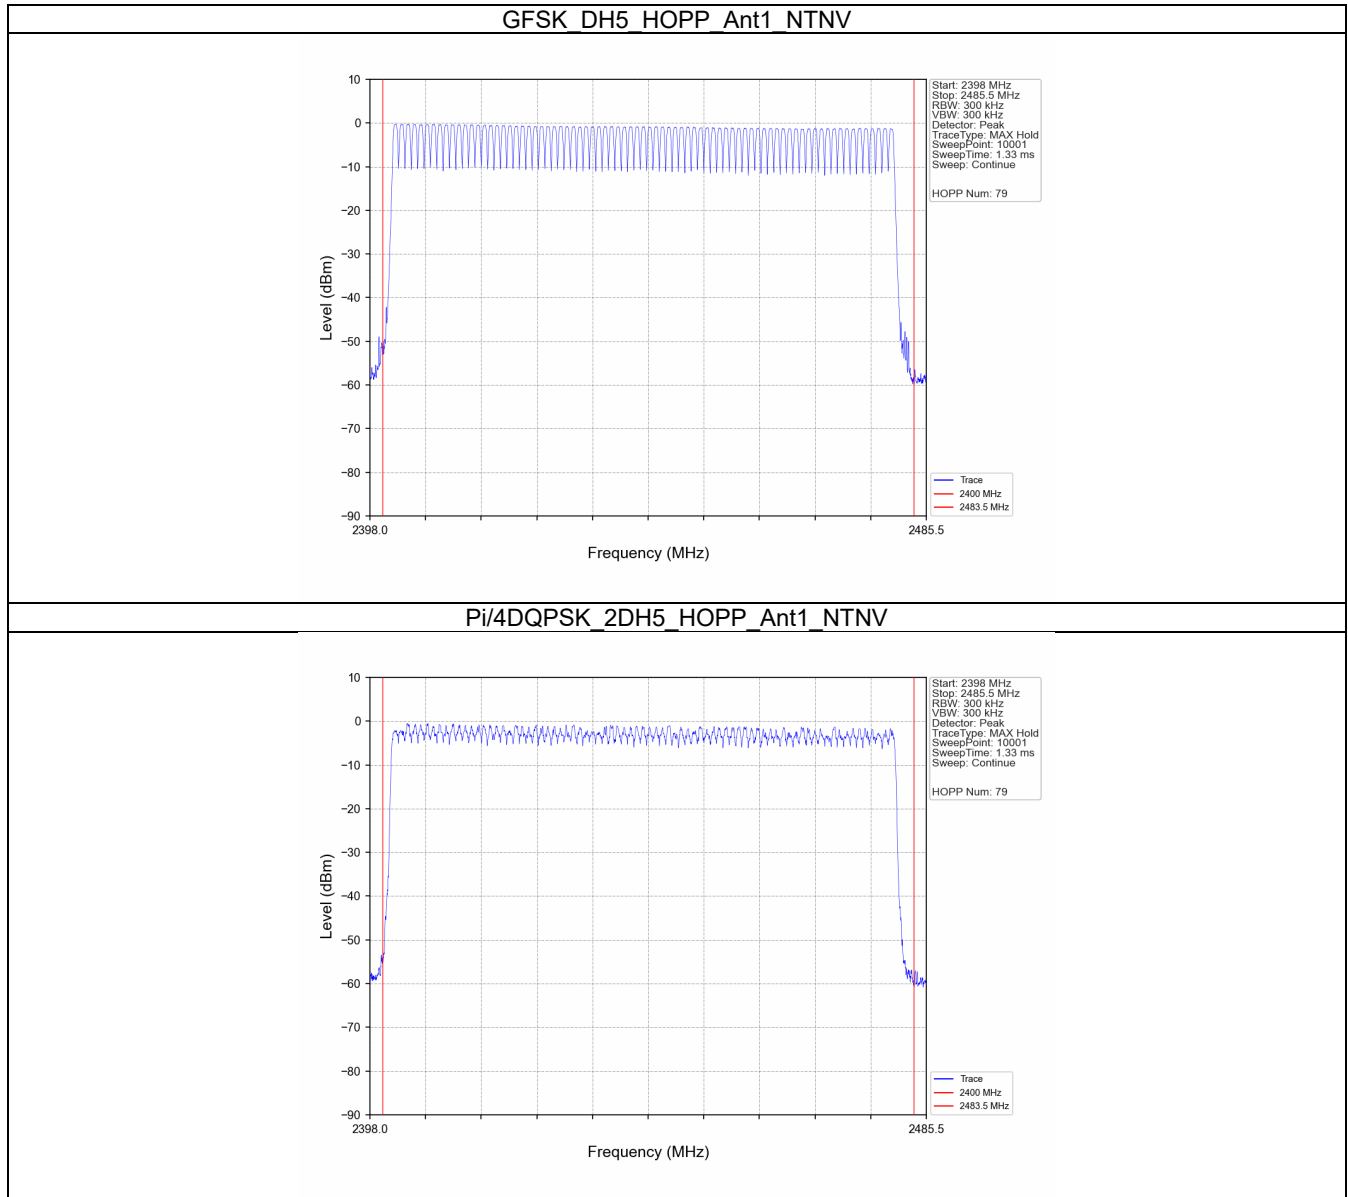 GFSK_DH5_HOPP_Ant1_NTNV
10
0
−10
−20
−30
−40
−50
−60
−70
−80
−90
Level (dBm)
2398.0
2485.5
Frequency (MHz)
Start: 2398 MHz
Stop: 2485.5 MHz
RBW: 300 kHz
VBW: 300 kHz
Detector: Peak
TraceType: MAX Hold
SweepPoint: 10001
SweepTime: 1.33 ms
Sweep: Continue
HOPP Num: 79
Trace
2400 MHz
2483.5 MHz
Pi/4DQPSK_2DH5_HOPP_Ant1_NTNV
10
0
−10
−20
−30
−40
−50
−60
−70
−80
−90
Level (dBm)
2398.0
2485.5
Frequency (MHz)
Start: 2398 MHz
Stop: 2485.5 MHz
RBW: 300 kHz
VBW: 300 kHz
Detector: Peak
TraceType: MAX Hold
SweepPoint: 10001
SweepTime: 1.33 ms
Sweep: Continue
HOPP Num: 79
Trace
2400 MHz
2483.5 MHz